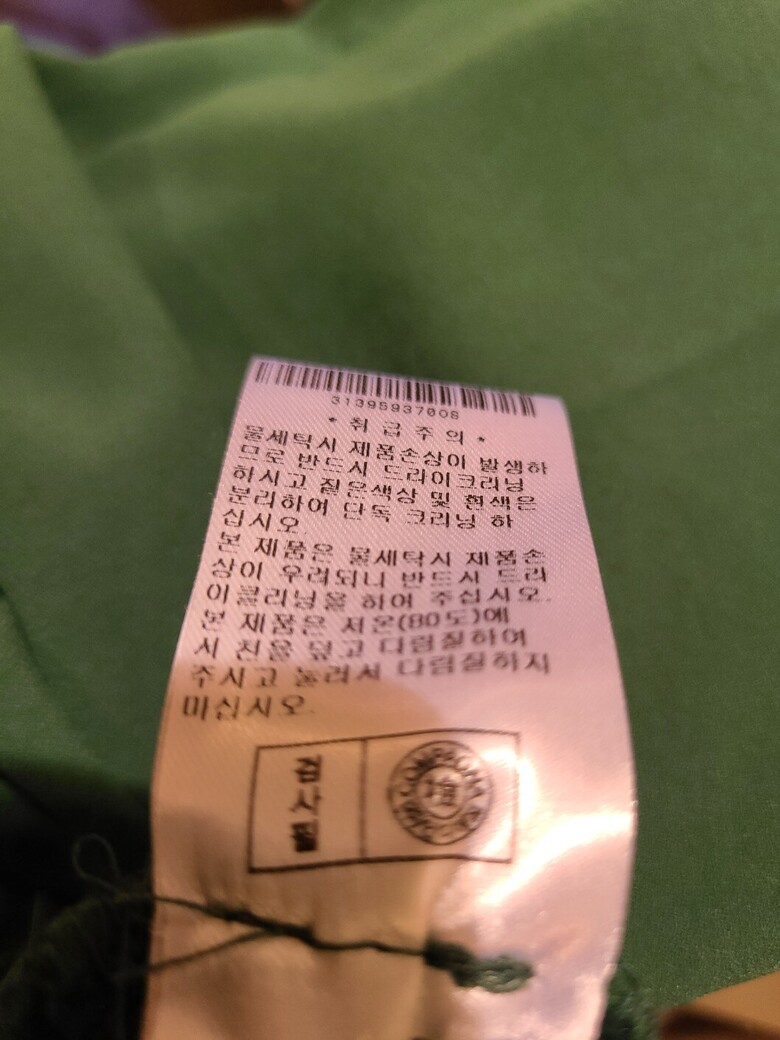 31395937008
* 취급주의 *
물세탁시 제품손상이 발생하
므로 반드시 드라이크리닝
하시고 짙은색상 및 흰색은
분리하여 단독 크리닝 하
십시오.
본 제품은 물세탁시 제품손
상이 우려되니 반드시 드라
이클리닝을 하여 주십시오.
본 제품은 저온(80도)에
서 천을 덮고 다림질하여
주시고 눌러서 다림질하지
마십시오.
검사필